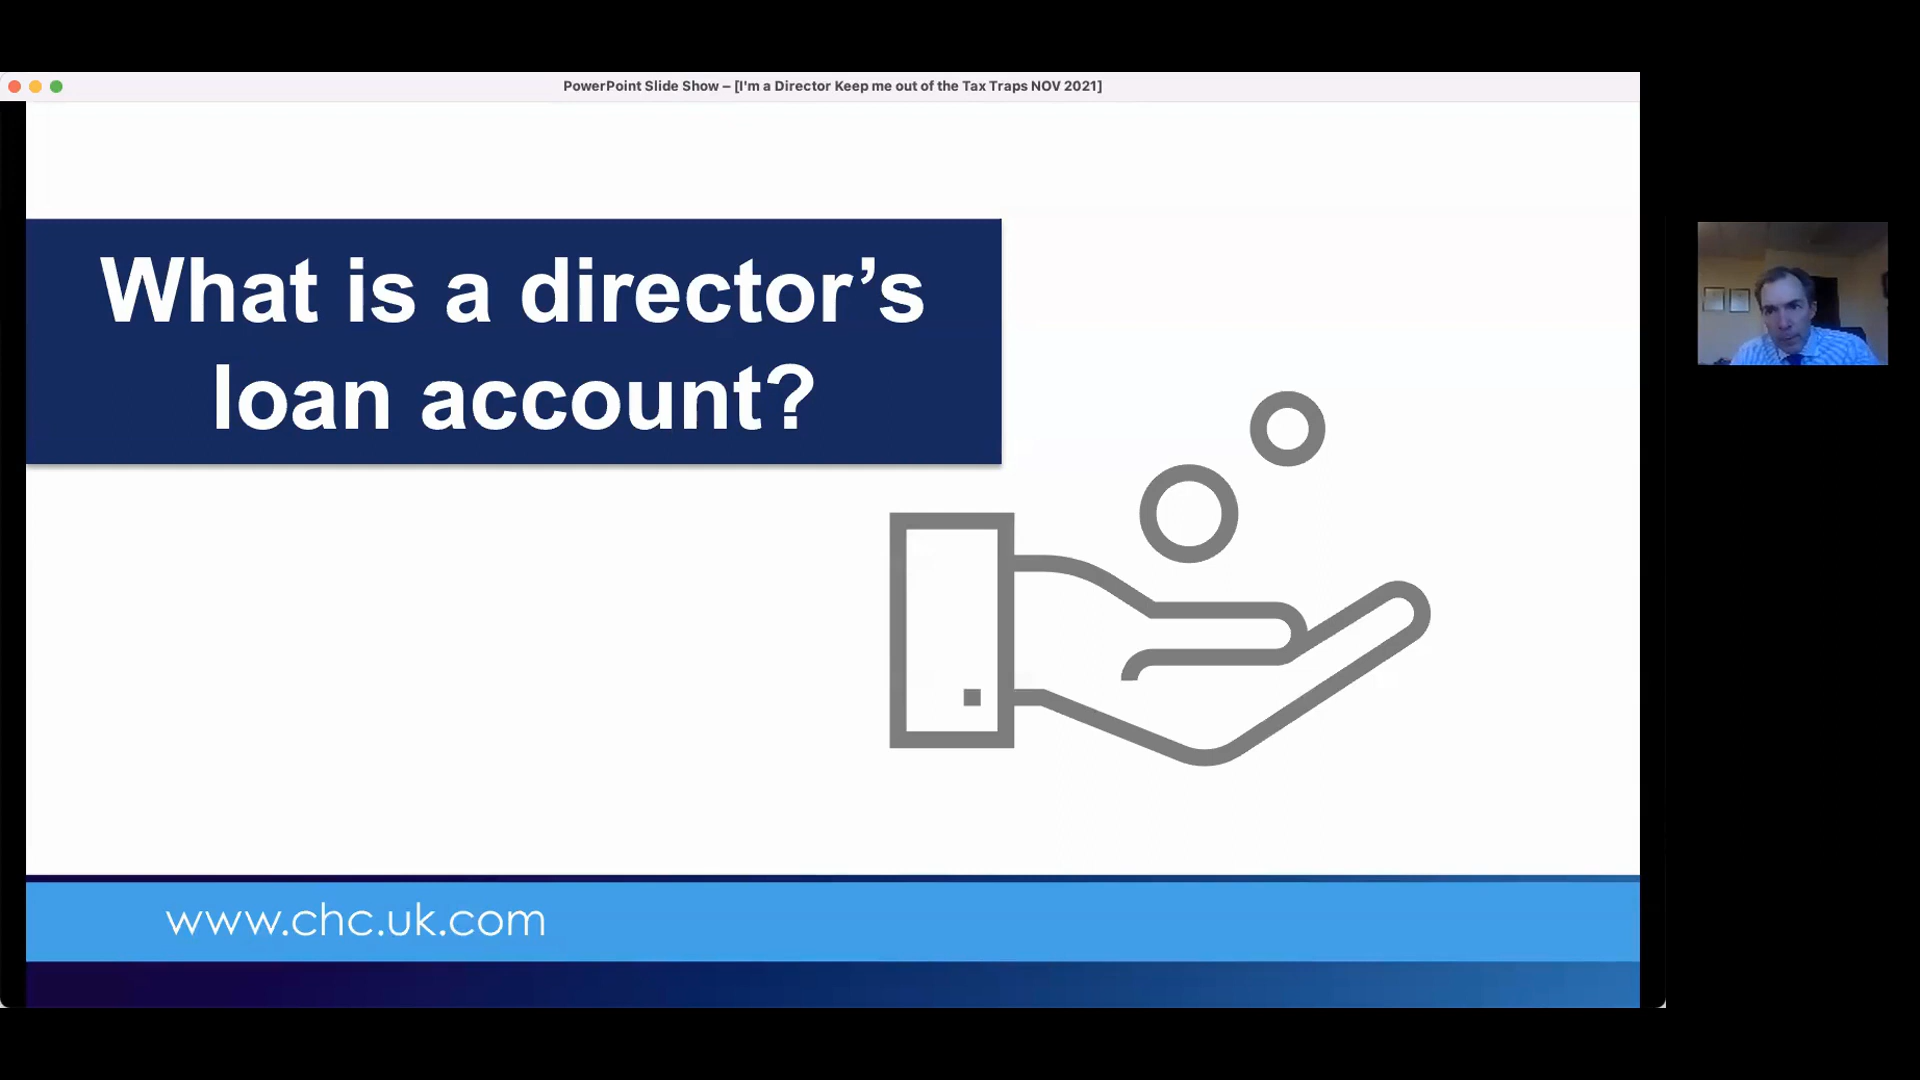 PowerPoint Slide Show – [I'm a Director Keep me out of the Tax Traps NOV 2021]
What is a director’s
loan account?
www.chc.uk.com